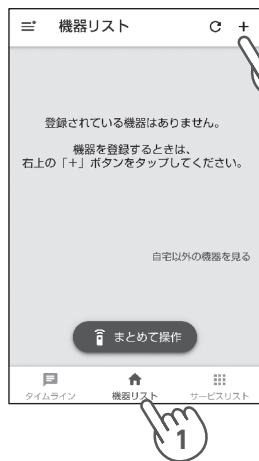 機器リスト
登録されている機器はありません。
機器を登録するときは、
右上の「+」ボタンをタップしてください。
自宅以外の機器を見る
まとめて操作
タイムライン 機器リスト サービスリスト
1